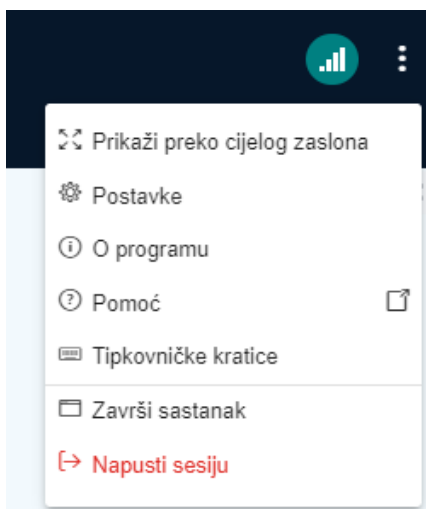 Prikaži preko cijelog zaslona
Postavke
O programu
Pomoć
Tipkovničke kratice
Završi sastanak
Napusti sesiju